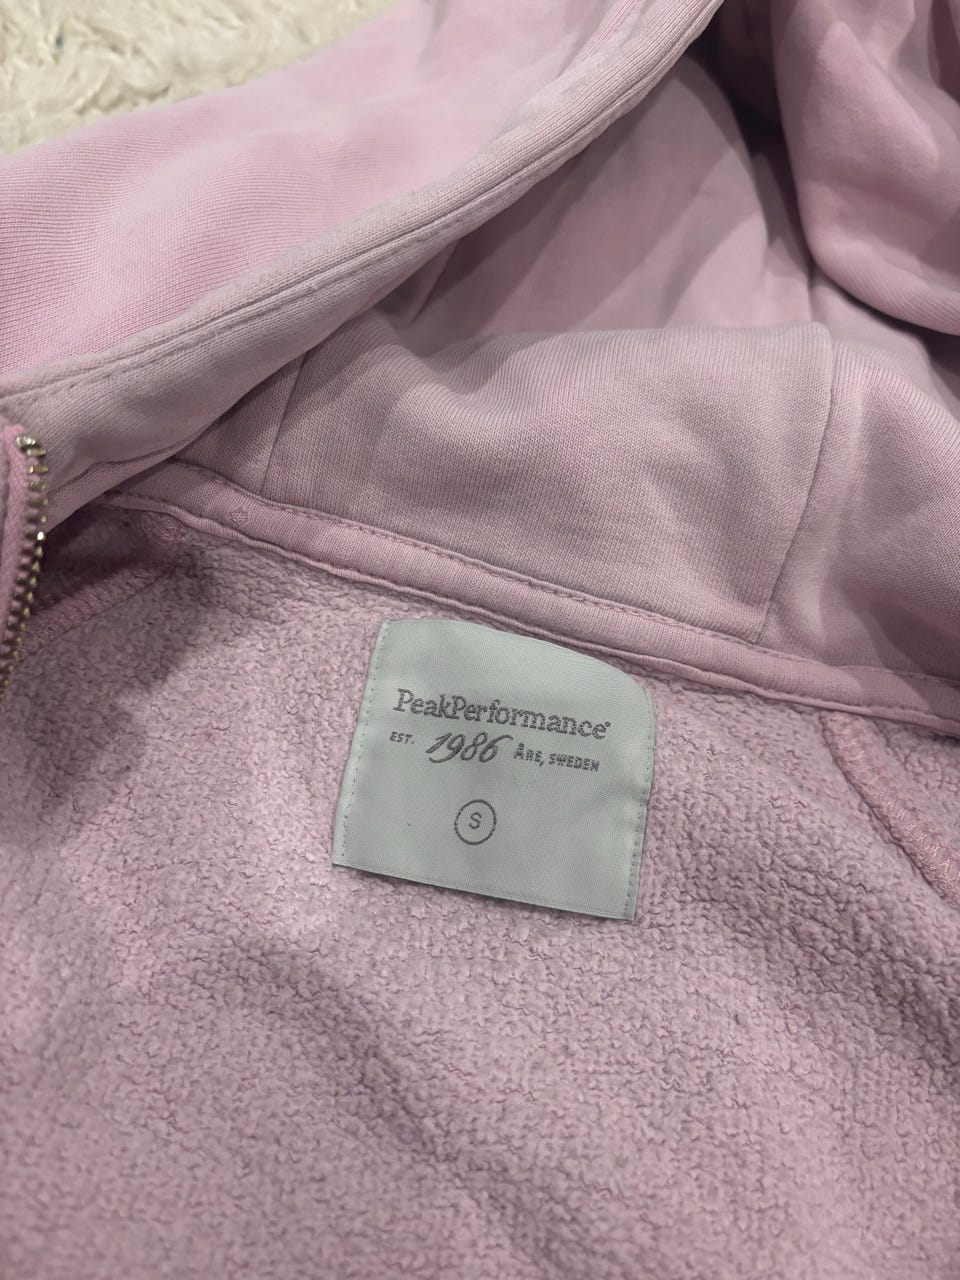 PeakPerformance®
EST. 1986 ÅRE, SWEDEN
S